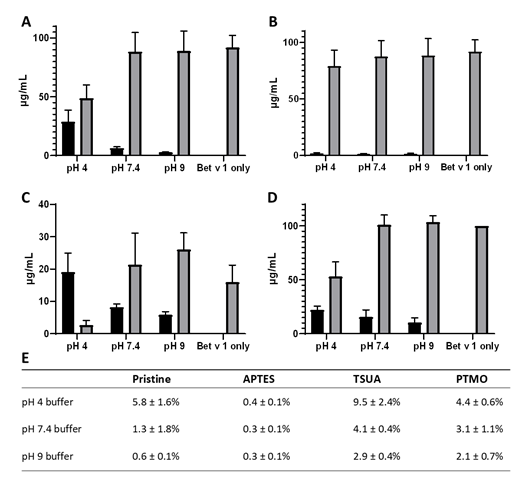 A
B
100
50
0
µg/mL
pH 4 pH 7.4 pH 9 Bet v 1 only
100
50
0
µg/mL
pH 4 pH 7.4 pH 9 Bet v 1 only
C
D
40
30
20
10
0
µg/mL
pH 4 pH 7.4 pH 9 Bet v 1 only
100
50
0
µg/mL
pH 4 pH 7.4 pH 9 Bet v 1 only
E
Pristine APTES TSUA PTMO
pH 4 buffer 5.8 ± 1.6% 0.4 ± 0.1% 9.5 ± 2.4% 4.4 ± 0.6%
pH 7.4 buffer 1.3 ± 1.8% 0.3 ± 0.1% 4.1 ± 0.4% 3.1 ± 1.1%
pH 9 buffer 0.6 ± 0.1% 0.3 ± 0.1% 2.9 ± 0.4% 2.1 ± 0.7%